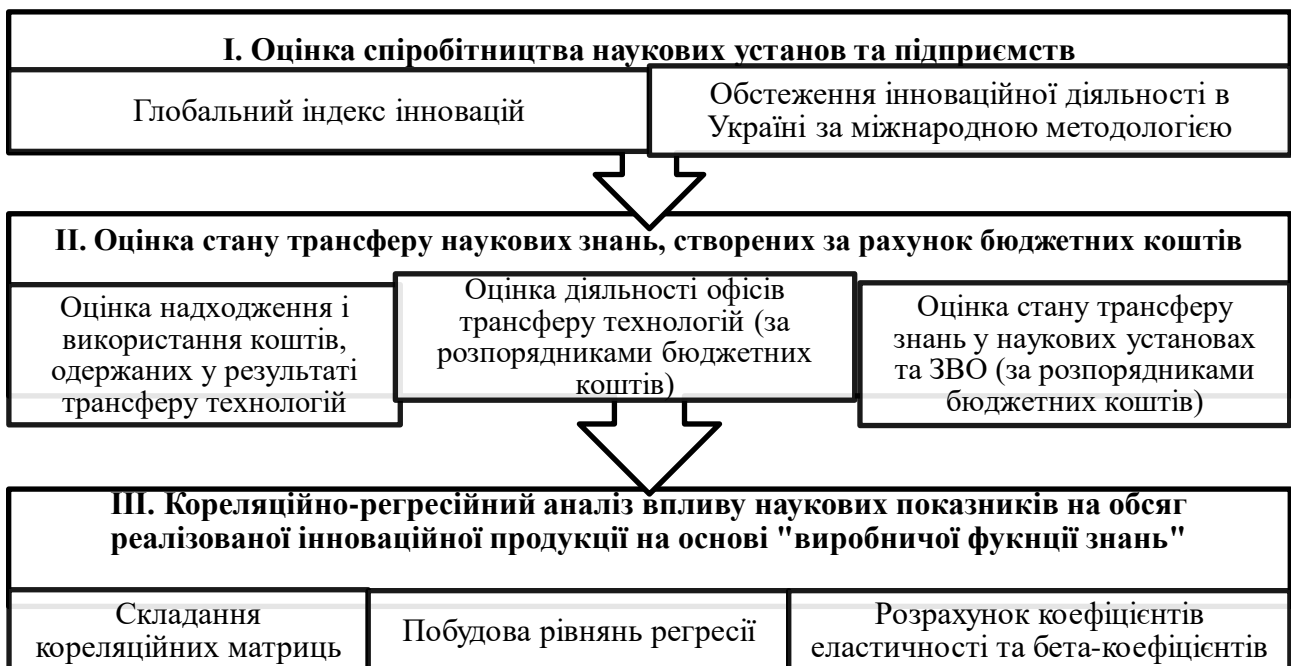 I. Оцінка спіробітництва наукових установ та підприємств
Глобальний індекс інновацій
Обстеження інноваційної діяльності в
Україні за міжнародною методологією
II. Оцінка стану трансферу наукових знань, створених за рахунок бюджетних коштів
Оцінка надходження і
використання коштів,
одержаних у результаті
трансферу технологій
Оцінка діяльності офісів
трансферу технологій (за
розпорядниками бюджетних
коштів)
Оцінка стану трансферу
знань у наукових установах
та ЗВО (за розпорядниками
бюджетних коштів)
III. Кореляційно-регресійний аналіз впливу наукових показників на обсяг
реалізованої інноваційної продукції на основі "виробничої фукнції знань"
Складання
кореляційних матриць
Побудова рівнянь регресії
Розрахунок коефіцієнтів
еластичності та бета-коефіцієнтів